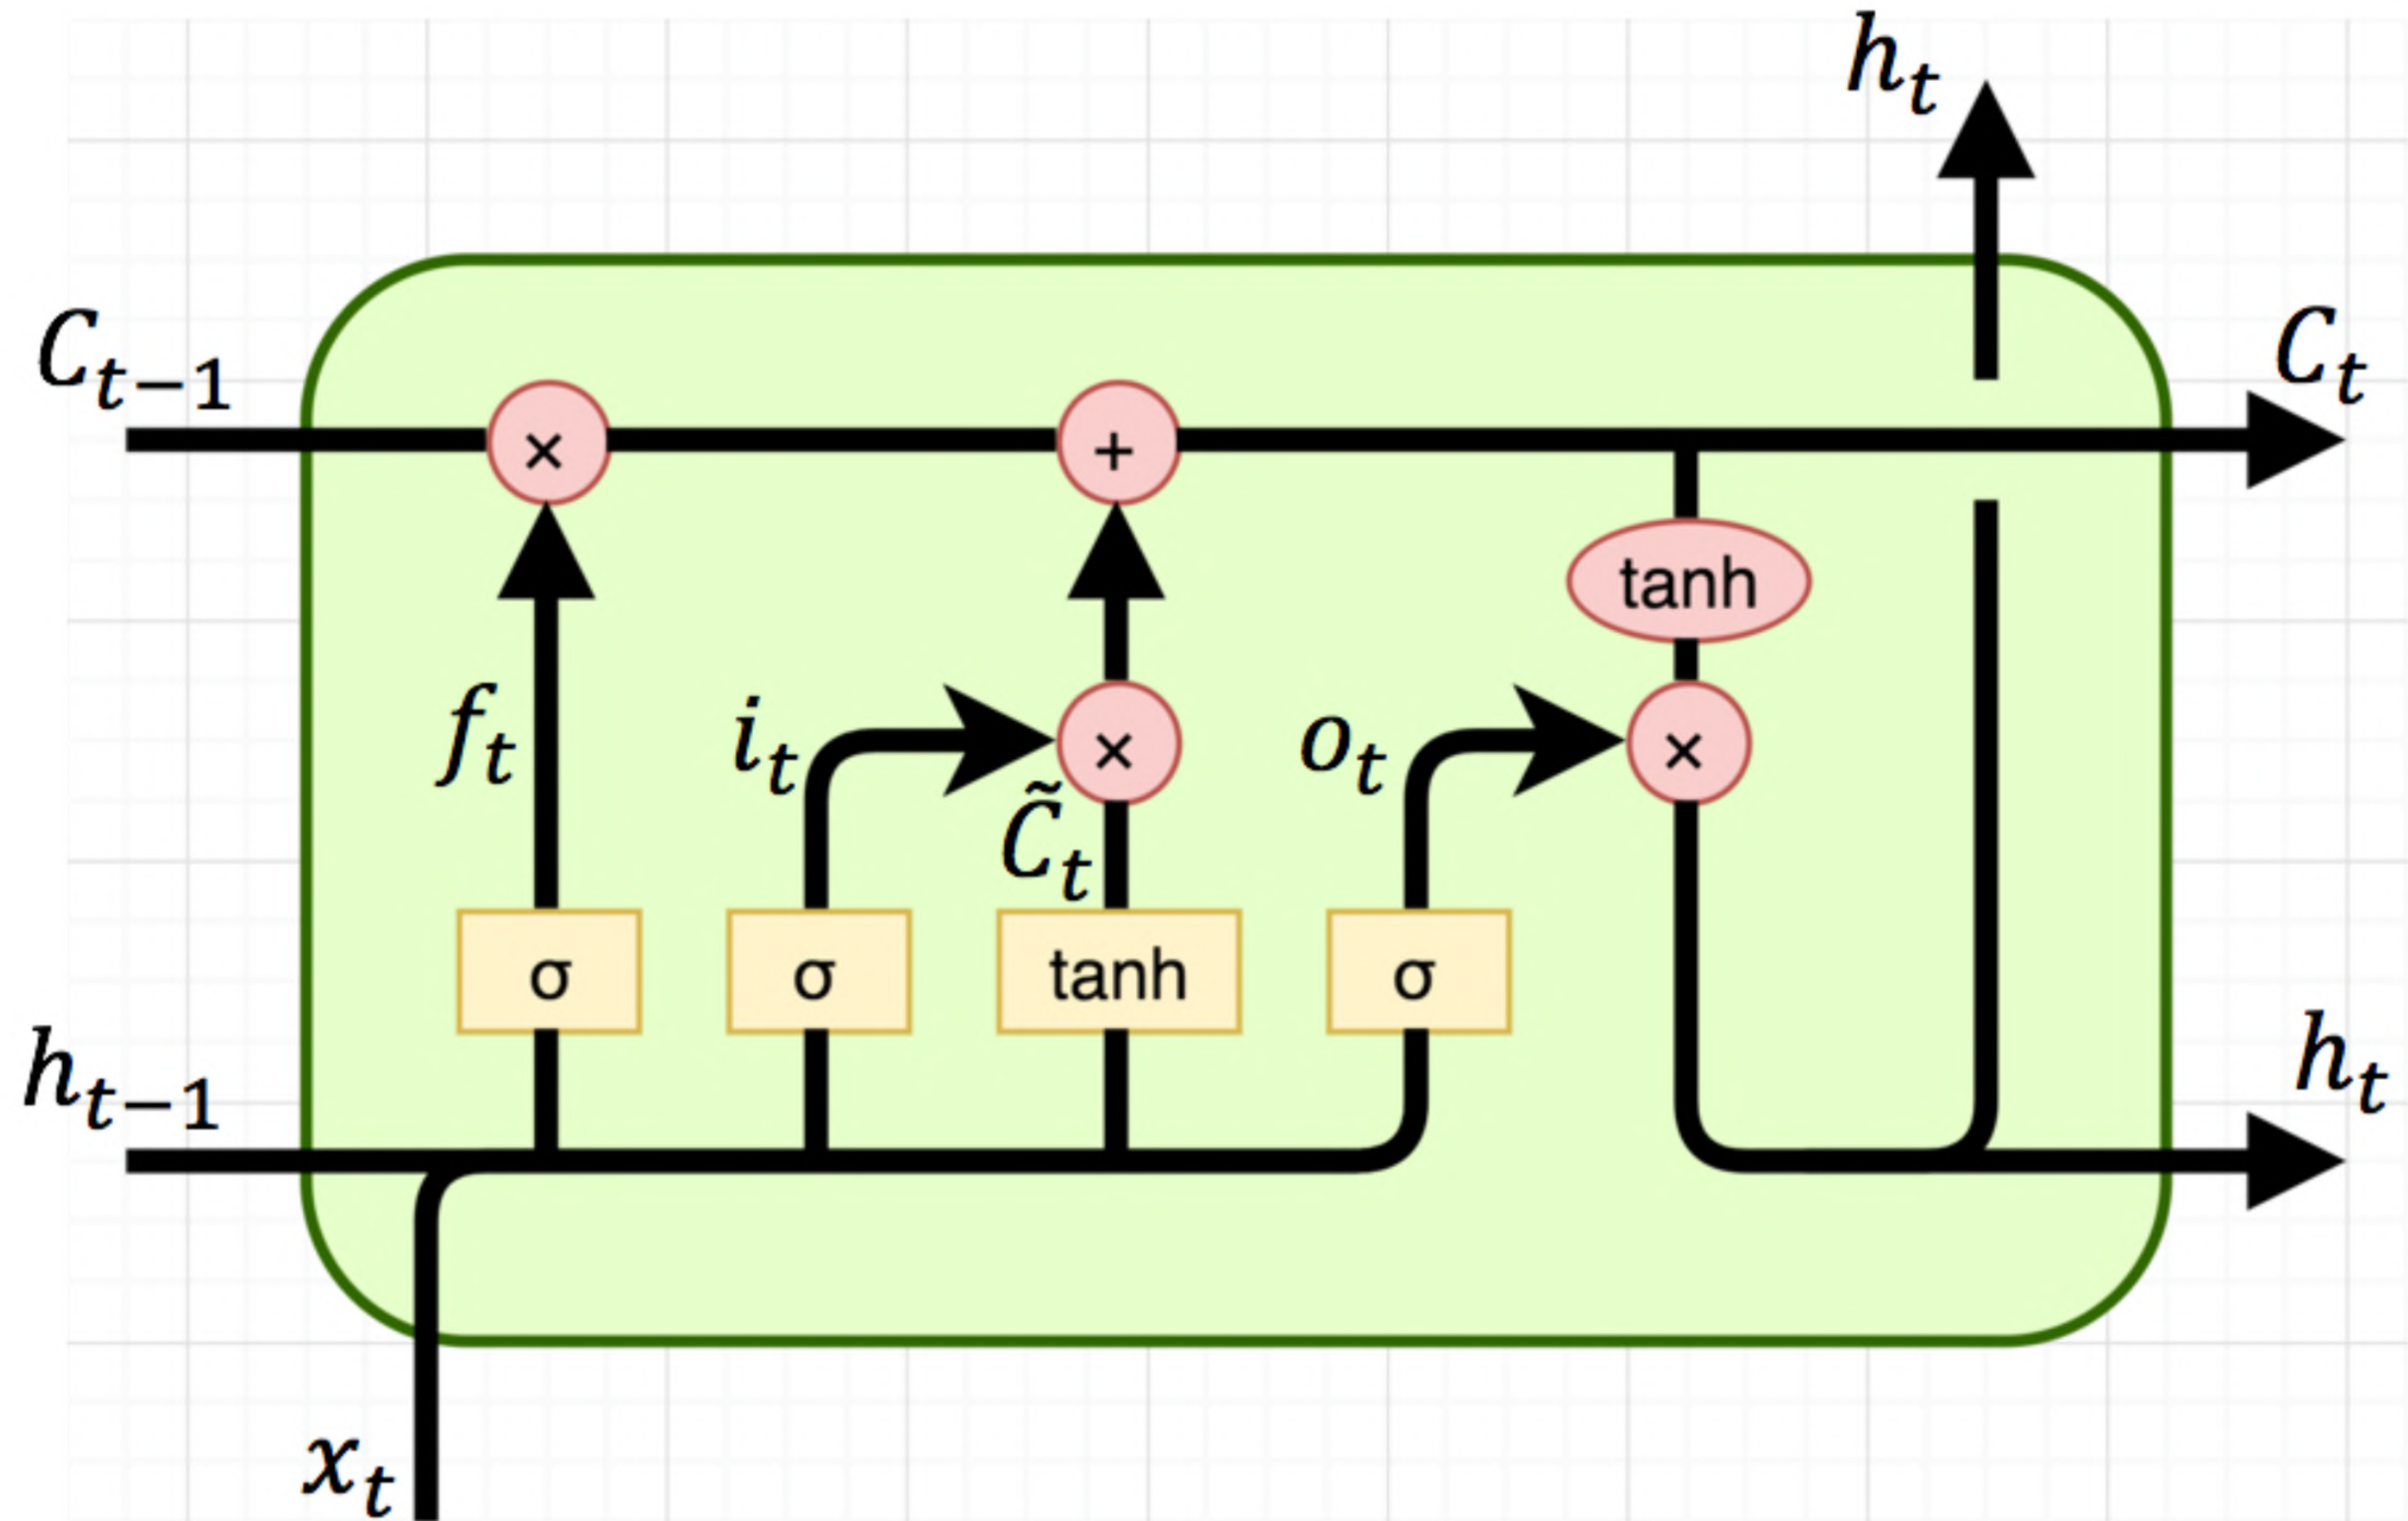 h_t
C_{t-1}
C_t
×
+
tanh
f_t
i_t
×
o_t
×
C̃_t
σ
σ
tanh
σ
h_{t-1}
h_t
x_t